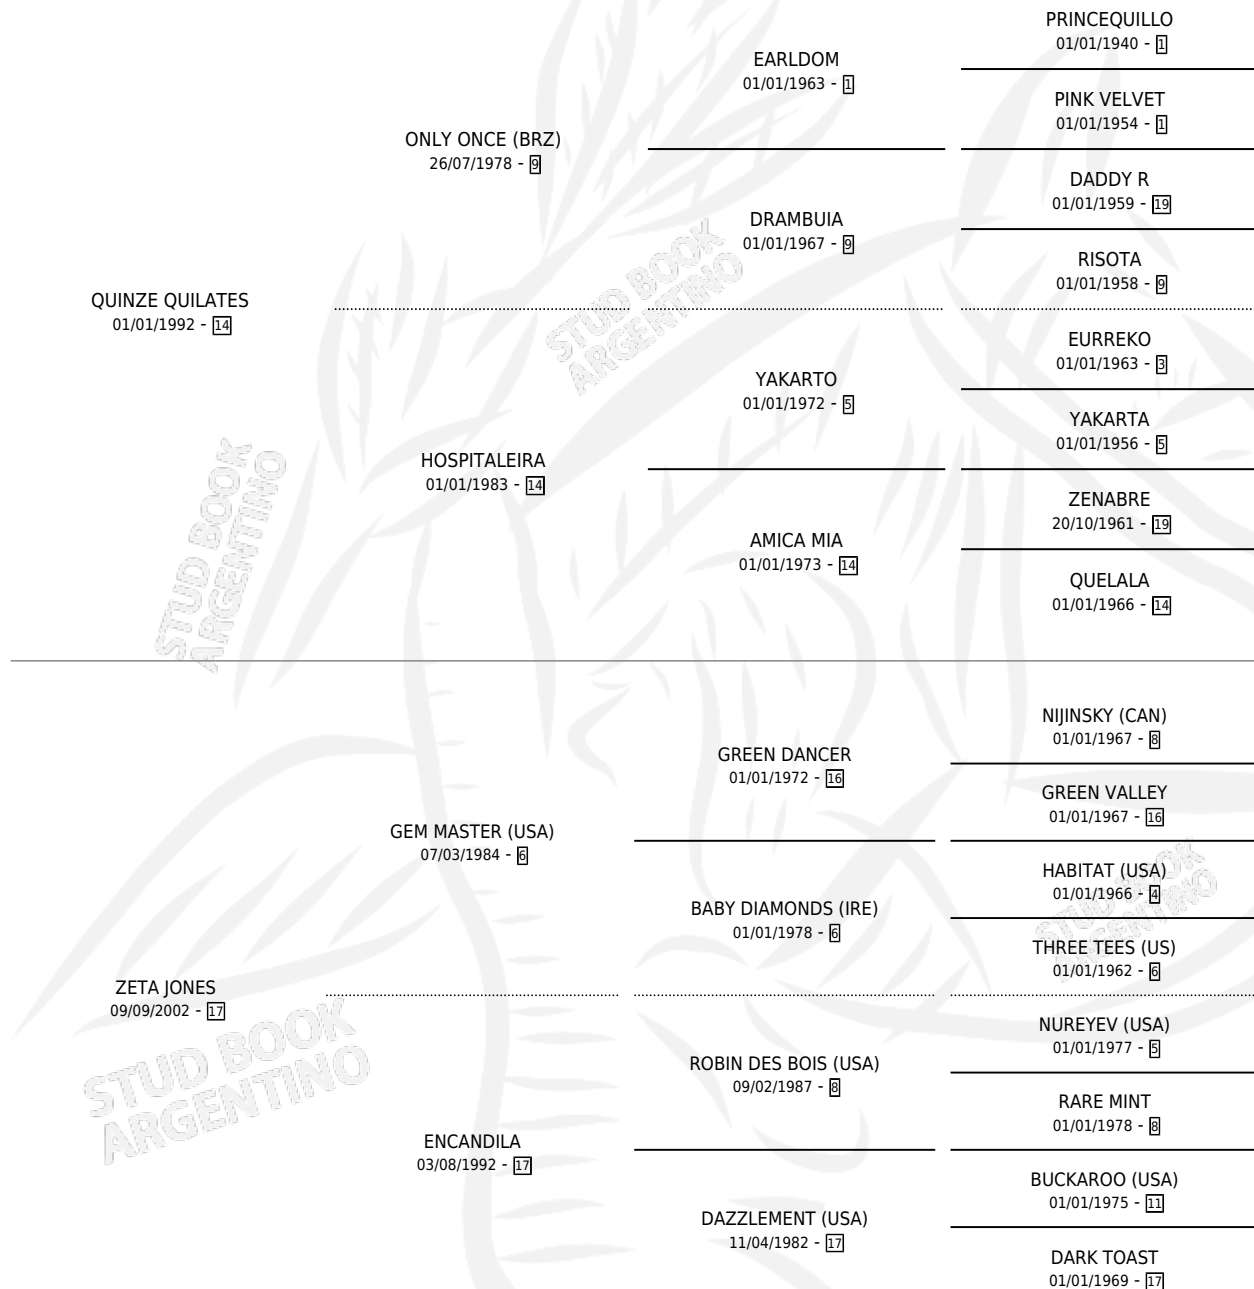 PRINCEQUILLO
01/01/1940 - 1
EARLDOM
01/01/1963 - 1
PINK VELVET
01/01/1954 - 1
ONLY ONCE (BRZ)
26/07/1978 - 9
DADDY R
01/01/1959 - 19
DRAMBUIA
01/01/1967 - 9
RISOTA
01/01/1958 - 9
QUINZE QUILATES
01/01/1992 - 14
EURREKO
01/01/1963 - 3
YAKARTO
01/01/1972 - 5
YAKARTA
01/01/1956 - 5
HOSPITALEIRA
01/01/1983 - 14
ZENABRE
20/10/1961 - 19
AMICA MIA
01/01/1973 - 14
QUELALA
01/01/1966 - 14
STUD BOOK
ARGENTINO
STUD BOOK
ARGENTINO
NIJINSKY (CAN)
01/01/1967 - 8
GREEN DANCER
01/01/1972 - 16
GREEN VALLEY
01/01/1967 - 16
GEM MASTER (USA)
07/03/1984 - 6
HABITAT (USA)
01/01/1966 - 4
BABY DIAMONDS (IRE)
01/01/1978 - 6
THREE TEES (US)
01/01/1962 - 6
ZETA JONES
09/09/2002 - 17
NUREYEV (USA)
01/01/1977 - 5
ROBIN DES BOIS (USA)
09/02/1987 - 8
RARE MINT
01/01/1978 - 8
ENCANDILA
03/08/1992 - 17
BUCKAROO (USA)
01/01/1975 - 11
DAZZLEMENT (USA)
11/04/1982 - 17
DARK TOAST
01/01/1969 - 17
STUD BOOK
ARGENTINO
STUD BOOK
ARGENTINO